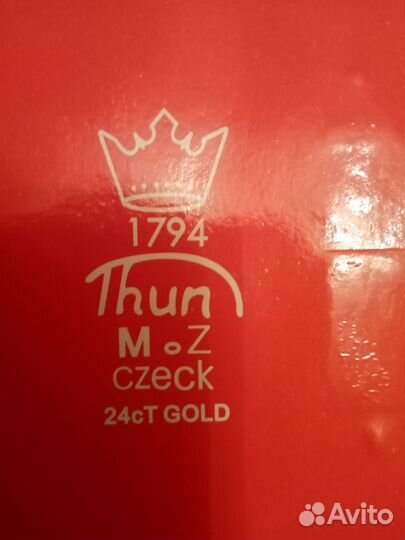 1794
Thun
M.Z
czeck
24cT GOLD
Avito